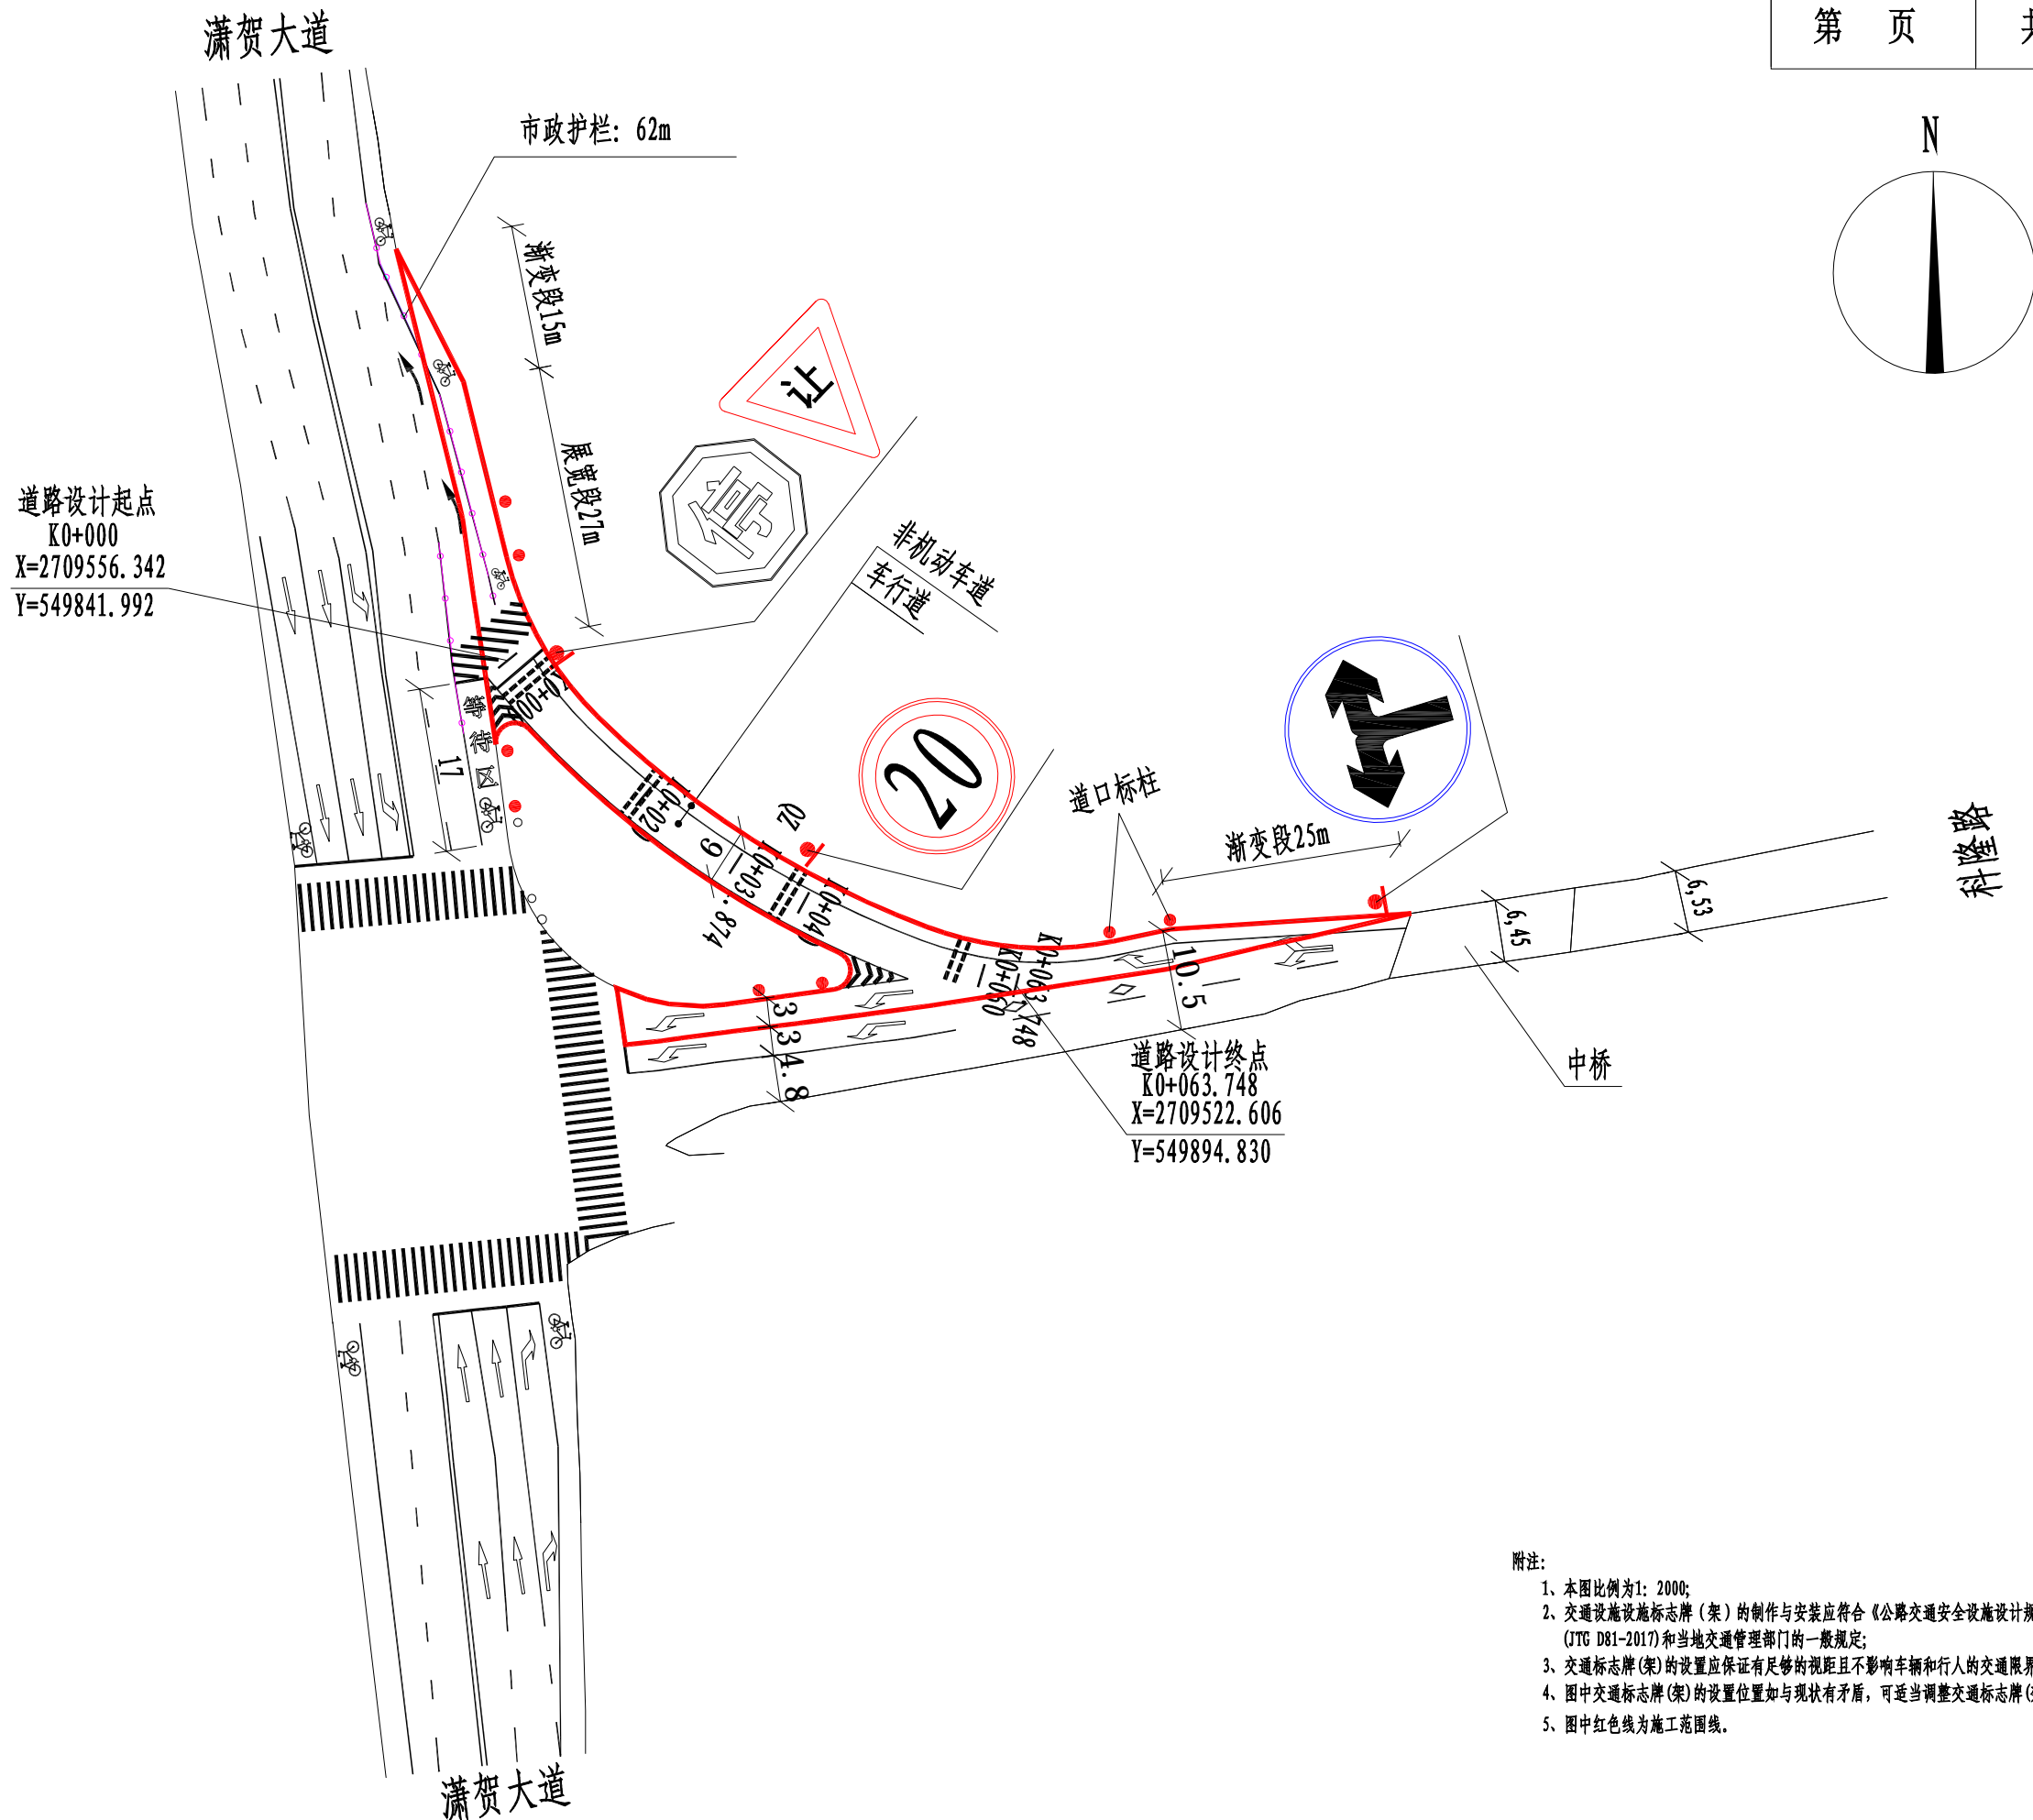 潇贺大道
第 页
市政护栏: 62m
N
渐变段15m
让
停
展宽段27m
道路设计起点
K0+000
X=2709556.342
Y=549841.992
非机动车道
车行道
等待区
17
20
QZ
9
道口标柱
渐变段25m
科隆路
6,53
6,45
10.5
K0+063.748
K0+060
3
3
4.8
道路设计终点
K0+063.748
X=2709522.606
Y=549894.830
中桥
附注:
1、本图比例为1: 2000;
2、交通设施设施标志牌(架)的制作与安装应符合《公路交通安全设施设计规
(JTG D81-2017)和当地交通管理部门的一般规定;
3、交通标志牌(架)的设置应保证有足够的视距且不影响车辆和行人的交通限界
4、图中交通标志牌(架)的设置位置如与现状有矛盾, 可适当调整交通标志牌(
5、图中红色线为施工范围线。
潇贺大道